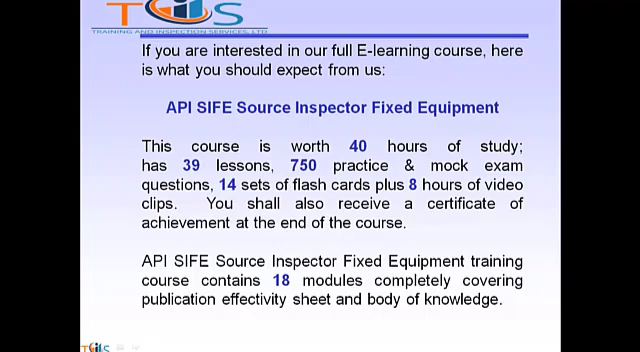 TIS
TRAINING AND INSPECTION SERVICES, LTD
If you are interested in our full E-learning course, here
is what you should expect from us:
API SIFE Source Inspector Fixed Equipment
This course is worth 40 hours of study;
has 39 lessons, 750 practice & mock exam
questions, 14 sets of flash cards plus 8 hours of video
clips. You shall also receive a certificate of
achievement at the end of the course.
API SIFE Source Inspector Fixed Equipment training
course contains 18 modules completely covering
publication effectivity sheet and body of knowledge.